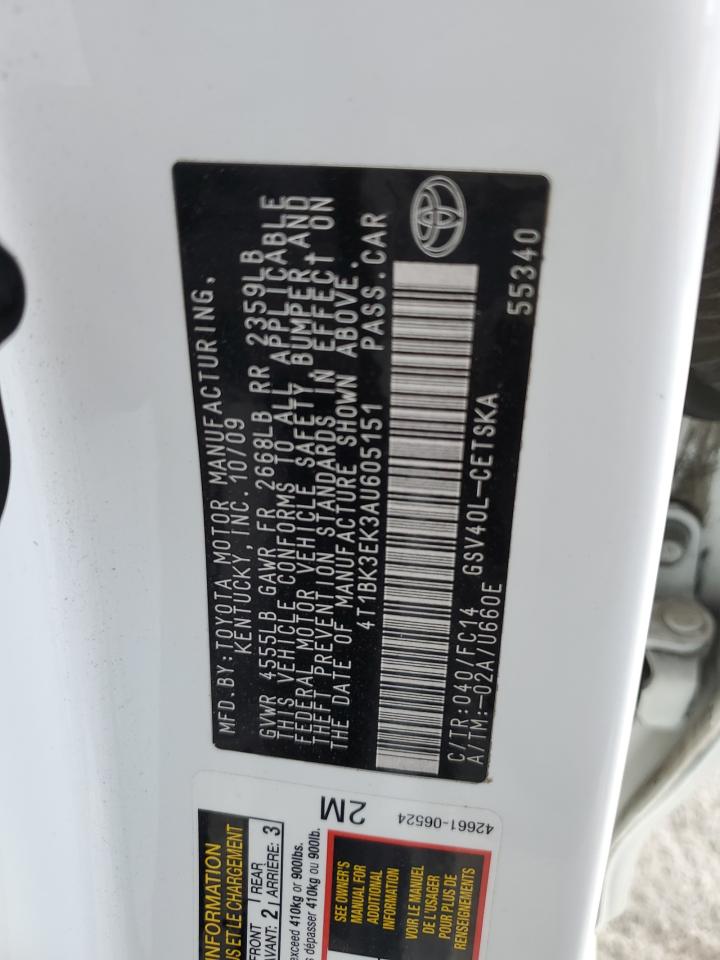 MFD.BY:TOYOTA MOTOR MANUFACTURING,
KENTUCKY, INC. 10/09
GVWR 4555LB GAWR FR 2668LB RR 2359LB
THIS VEHICLE CONFORMS TO ALL APPLICABLE
FEDERAL MOTOR VEHICLE SAFETY BUMPER,AND
THEFT PREVENTION STANDARDS IN EFFECT ON
THE DATE OF MANUFACTURE SHOWN ABOVE.
4T1BK3EK3AU605151 PASS.CAR
C/TR:040/FC14 GSV40L-CETSKA
A/TM:-02A/U660E 55340
INFORMATION
US ET LE CHARGEMENT
2M
FRONT
REAR
AVANT: 2
ARRIÈRE: 3
exceed 410kg or 900lbs.
s dépasser 410kg ou 900lb.
SEE OWNER'S
MANUAL FOR
ADDITIONAL
INFORMATION
VOIR LE MANUEL
DE L'USAGER
POUR PLUS DE
RENSEIGNEMENTS
42661-06524